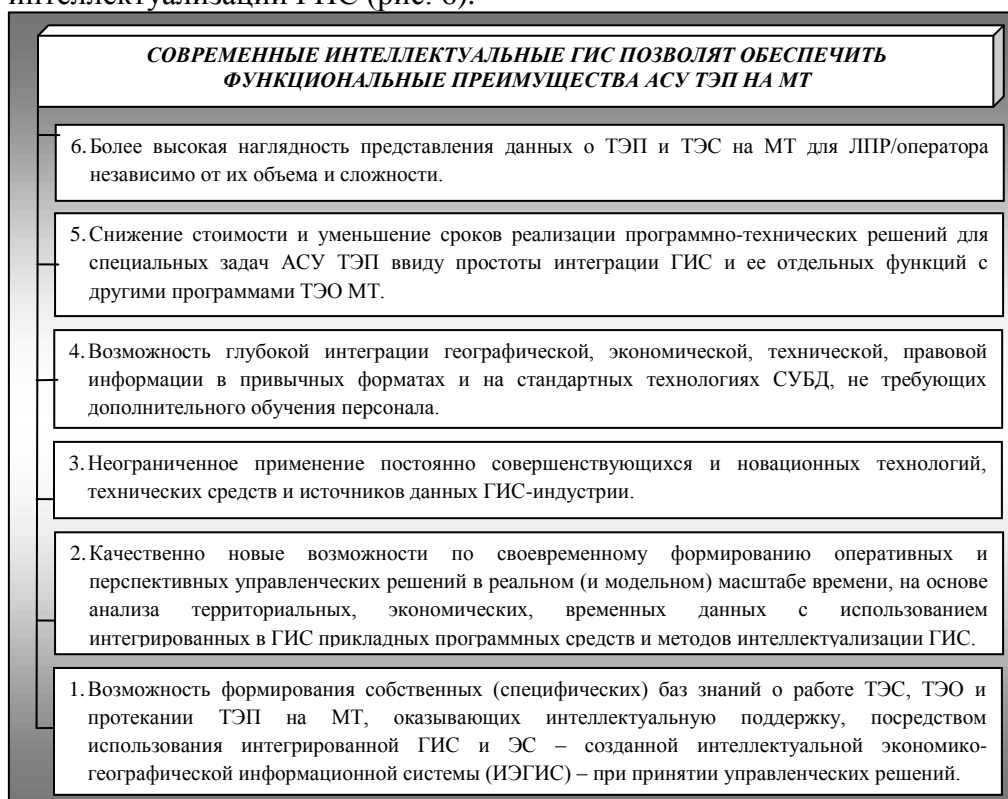 интеллектуализации ГИС (рис. 6).
СОВРЕМЕННЫЕ ИНТЕЛЛЕКТУАЛЬНЫЕ ГИС ПОЗВОЛЯТ ОБЕСПЕЧИТЬ
ФУНКЦИОНАЛЬНЫЕ ПРЕИМУЩЕСТВА АСУ ТЭП НА МТ
6. Более высокая наглядность представления данных о ТЭП и ТЭС на МТ для ЛПР/оператора
независимо от их объема и сложности.
5. Снижение стоимости и уменьшение сроков реализации программно-технических решений для
специальных задач АСУ ТЭП ввиду простоты интеграции ГИС и ее отдельных функций с
другими программами ТЭО МТ.
4. Возможность глубокой интеграции географической, экономической, технической, правовой
информации в привычных форматах и на стандартных технологиях СУБД, не требующих
дополнительного обучения персонала.
3. Неограниченное применение постоянно совершенствующихся и новационных технологий,
технических средств и источников данных ГИС-индустрии.
2. Качественно новые возможности по своевременному формированию оперативных и
перспективных управленческих решений в реальном (и модельном) масштабе времени, на основе
анализа территориальных, экономических, временных данных с использованием
интегрированных в ГИС прикладных программных средств и методов интеллектуализации ГИС.
1. Возможность формирования собственных (специфических) баз знаний о работе ТЭС, ТЭО и
протекании ТЭП на МТ, оказывающих интеллектуальную поддержку, посредством
использования интегрированной ГИС и ЭС – созданной интеллектуальной экономико-
географической информационной системы (ИЭГИС) – при принятии управленческих решений.